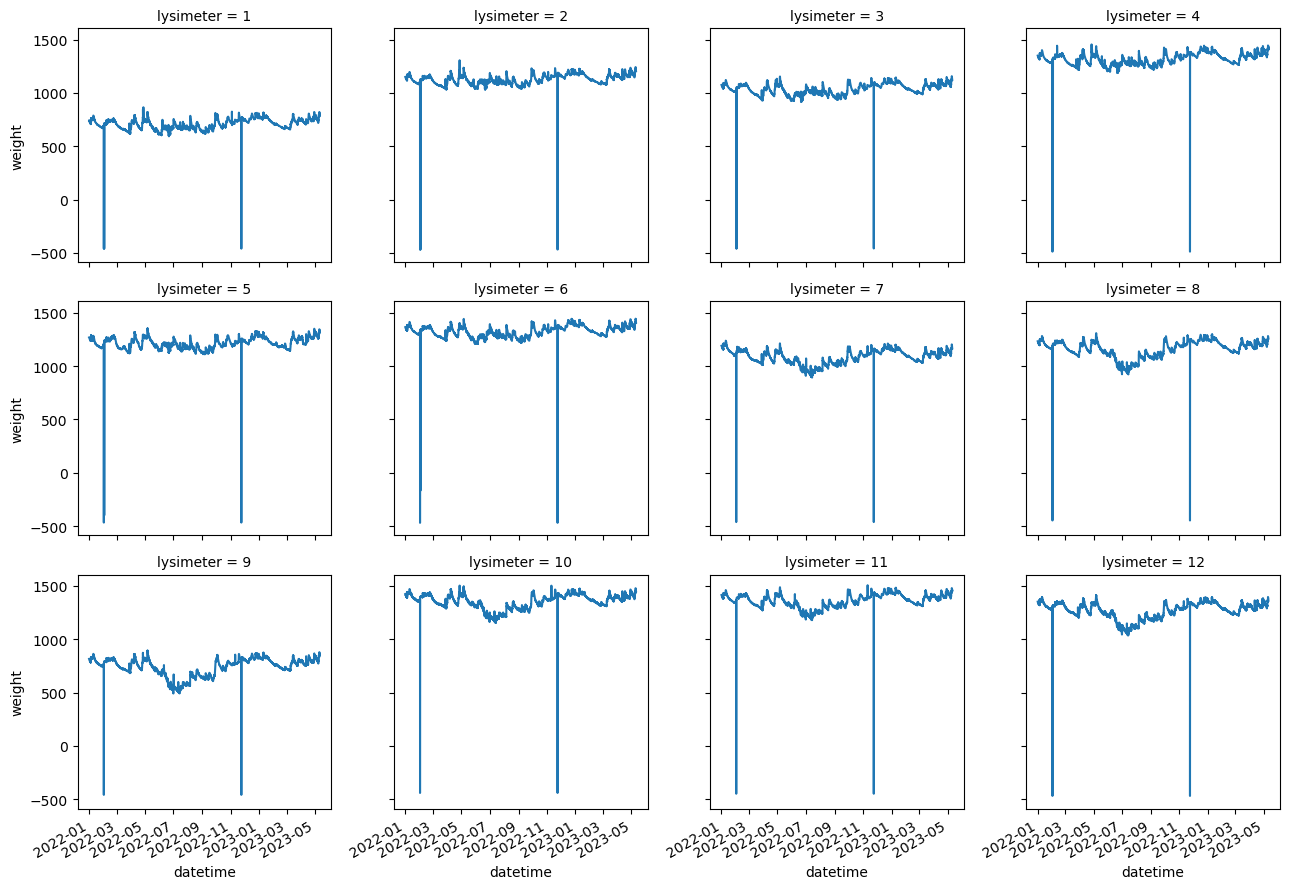 lysimeter = 1
lysimeter = 2
lysimeter = 3
lysimeter = 4
1500
1000
500
0
−500
weight
lysimeter = 5
lysimeter = 6
lysimeter = 7
lysimeter = 8
1500
1000
500
0
−500
weight
lysimeter = 9
lysimeter = 10
lysimeter = 11
lysimeter = 12
1500
1000
500
0
−500
weight
2022-01
2022-03
2022-05
2022-07
2022-09
2022-11
2023-01
2023-03
2023-05
datetime
2022-01
2022-03
2022-05
2022-07
2022-09
2022-11
2023-01
2023-03
2023-05
datetime
2022-01
2022-03
2022-05
2022-07
2022-09
2022-11
2023-01
2023-03
2023-05
datetime
2022-01
2022-03
2022-05
2022-07
2022-09
2022-11
2023-01
2023-03
2023-05
datetime